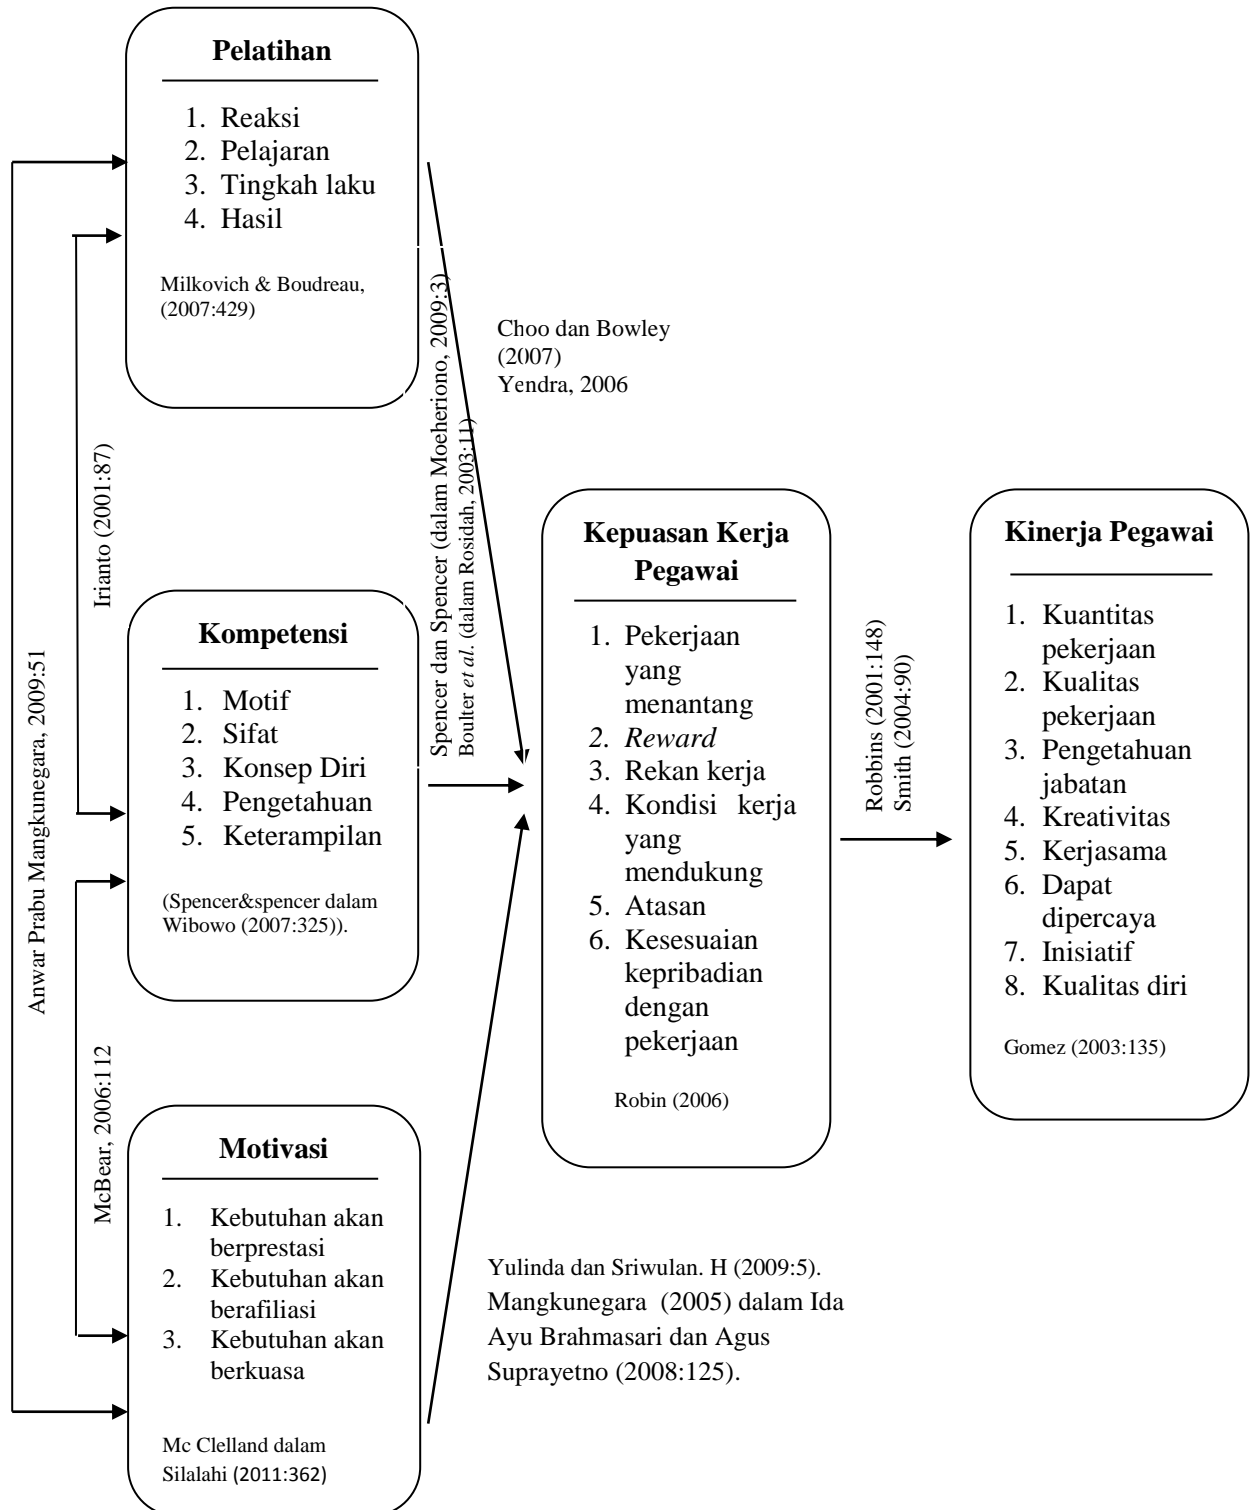 Pelatihan
1. Reaksi
2. Pelajaran
3. Tingkah laku
4. Hasil
Milkovich & Boudreau,
(2007:429)
Anwar Prabu Mangkunegara, 2009:51
Irianto (2001:87)
Spencer dan Spencer (dalam Moeheriono, 2009:3)
Boulter et al. (dalam Rosidah, 2003:11)
Choo dan Bowley
(2007)
Yendra, 2006
Kompetensi
1. Motif
2. Sifat
3. Konsep Diri
4. Pengetahuan
5. Keterampilan
(Spencer&spencer dalam
Wibowo (2007:325)).
Kepuasan Kerja
Pegawai
1. Pekerjaan
yang
menantang
2. Reward
3. Rekan kerja
4. Kondisi kerja
yang
mendukung
5. Atasan
6. Kesesuaian
kepribadian
dengan
pekerjaan
Robin (2006)
Robbins (2001:148)
Smith (2004:90)
Kinerja Pegawai
1. Kuantitas
pekerjaan
2. Kualitas
pekerjaan
3. Pengetahuan
jabatan
4. Kreativitas
5. Kerjasama
6. Dapat
dipercaya
7. Inisiatif
8. Kualitas diri
Gomez (2003:135)
McBear, 2006:112
Motivasi
1. Kebutuhan akan
berprestasi
2. Kebutuhan akan
berafiliasi
3. Kebutuhan akan
berkuasa
Mc Clelland dalam
Silalahi (2011:362)
Yulinda dan Sriwulan. H (2009:5).
Mangkunegara (2005) dalam Ida
Ayu Brahmasari dan Agus
Suprayetno (2008:125).